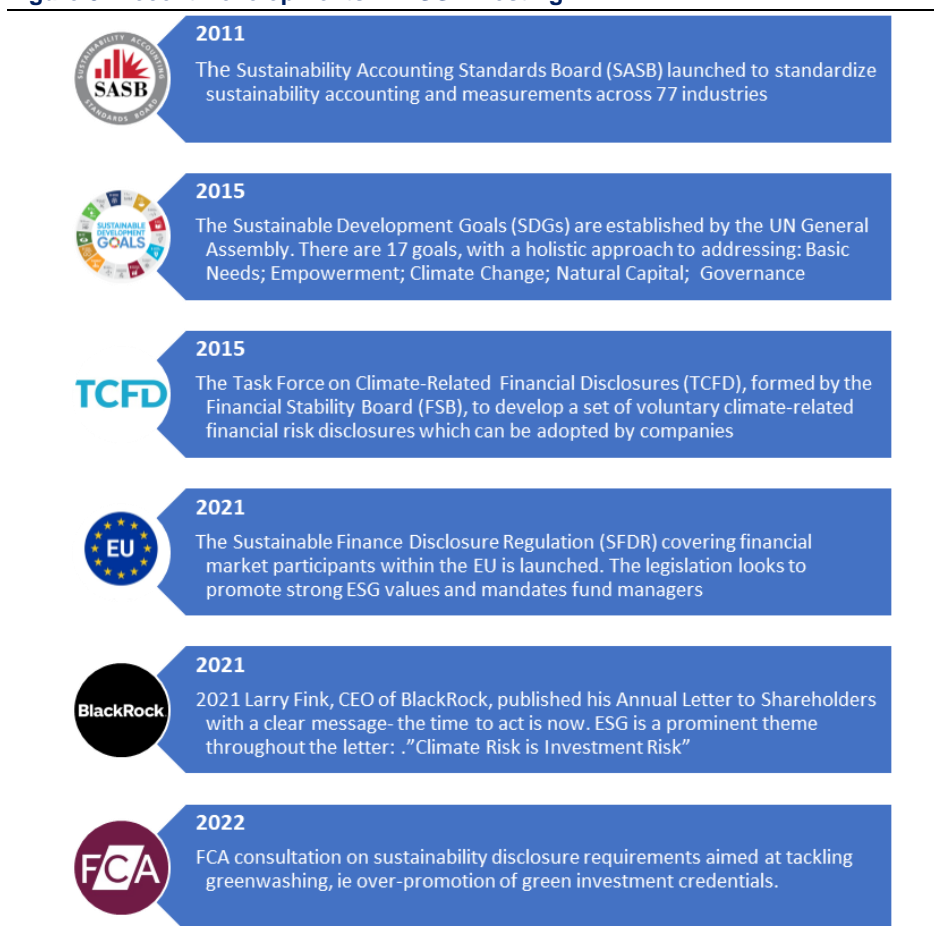 2011
SUSTAINABILITY ACCOUNTING
SASB
STANDARDS BOARD
The Sustainability Accounting Standards Board (SASB) launched to standardize
sustainability accounting and measurements across 77 industries
2015
SUSTAINABLE
DEVELOPMENT
GOALS
The Sustainable Development Goals (SDGs) are established by the UN General
Assembly. There are 17 goals, with a holistic approach to addressing: Basic
Needs; Empowerment; Climate Change; Natural Capital; Governance
2015
TCFD
The Task Force on Climate-Related Financial Disclosures (TCFD), formed by the
Financial Stability Board (FSB), to develop a set of voluntary climate-related
financial risk disclosures which can be adopted by companies
2021
EU
The Sustainable Finance Disclosure Regulation (SFDR) covering financial
market participants within the EU is launched. The legislation looks to
promote strong ESG values and mandates fund managers
2021
BlackRock.
2021 Larry Fink, CEO of BlackRock, published his Annual Letter to Shareholders
with a clear message- the time to act is now. ESG is a prominent theme
throughout the letter: .”Climate Risk is Investment Risk”
2022
FCA
FCA consultation on sustainability disclosure requirements aimed at tackling
greenwashing, ie over-promotion of green investment credentials.